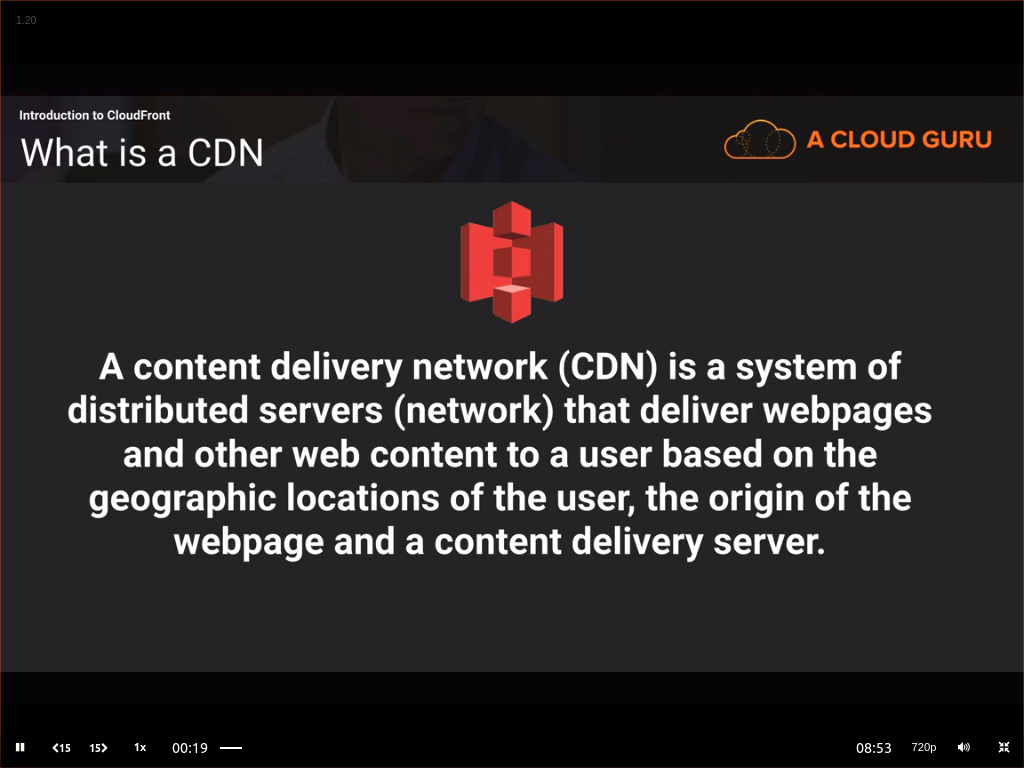 1.20
Introduction to CloudFront
What is a CDN
A CLOUD GURU
A content delivery network (CDN) is a system of
distributed servers (network) that deliver webpages
and other web content to a user based on the
geographic locations of the user, the origin of the
webpage and a content delivery server.
15 15 1x 00:19 08:53 720p